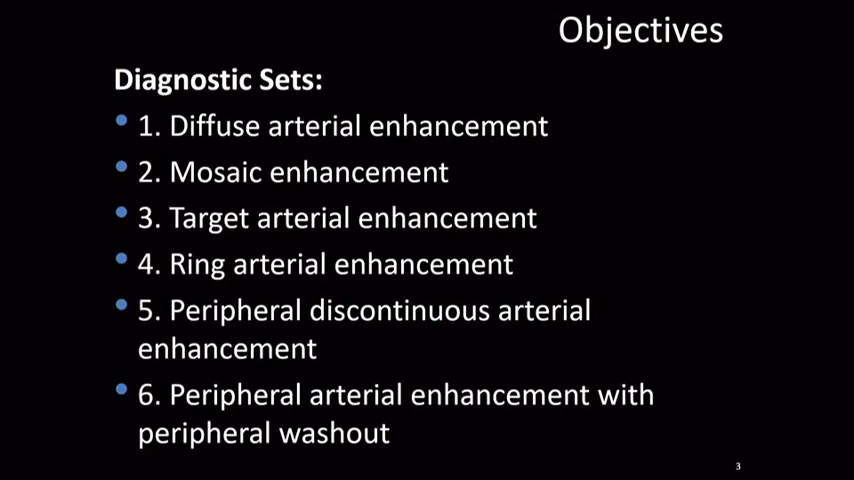 Objectives
Diagnostic Sets:
• 1. Diffuse arterial enhancement
• 2. Mosaic enhancement
• 3. Target arterial enhancement
• 4. Ring arterial enhancement
• 5. Peripheral discontinuous arterial
enhancement
• 6. Peripheral arterial enhancement with
peripheral washout
3